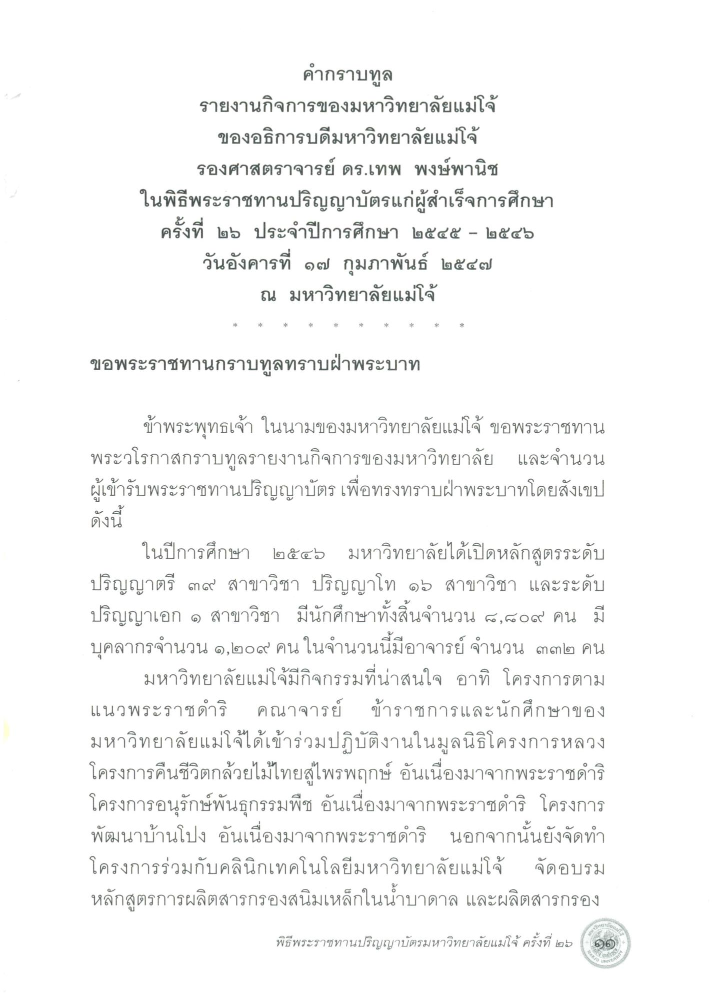 คำกราบทูล
รายงานกิจการของมหาวิทยาลัยแม่โจ้
ของอธิการบดีมหาวิทยาลัยแม่โจ้
รองศาสตราจารย์ ดร.เทพ พงษ์พานิช
ในพิธีพระราชทานปริญญาบัตรแก่ผู้สำเร็จการศึกษา
ครั้งที่ ๒๖ ประจำปีการศึกษา ๒๕๔๕ - ๒๕๔๖
วันอังคารที่ ๑๗ กุมภาพันธ์ ๒๕๔๗
ณ มหาวิทยาลัยแม่โจ้
* * * * * * * * * *
ขอพระราชทานกราบทูลทราบฝ่าพระบาท
ข้าพระพุทธเจ้า ในนามของมหาวิทยาลัยแม่โจ้ ขอพระราชทาน
พระวโรกาสกราบทูลรายงานกิจการของมหาวิทยาลัย และจำนวน
ผู้เข้ารับพระราชทานปริญญาบัตร เพื่อทรงทราบฝ่าพระบาทโดยสังเขป
ดังนี้
ในปีการศึกษา ๒๕๔๖ มหาวิทยาลัยได้เปิดหลักสูตรระดับ
ปริญญาตรี ๓๙ สาขาวิชา ปริญญาโท ๑๖ สาขาวิชา และระดับ
ปริญญาเอก ๑ สาขาวิชา มีนักศึกษาทั้งสิ้นจำนวน ๘,๘๐๙ คน มี
บุคลากรจำนวน ๑,๒๐๙ คน ในจำนวนนี้มีอาจารย์ จำนวน ๓๓๒ คน
มหาวิทยาลัยแม่โจ้มีกิจกรรมที่น่าสนใจ อาทิ โครงการตาม
แนวพระราชดำริ คณาจารย์ ข้าราชการและนักศึกษาของ
มหาวิทยาลัยแม่โจ้ได้เข้าร่วมปฏิบัติงานในมูลนิธิโครงการหลวง
โครงการคืนชีวิตกล้วยไม้ไทยสู่ไพรพฤกษ์ อันเนื่องมาจากพระราชดำริ
โครงการอนุรักษ์พันธุกรรมพืช อันเนื่องมาจากพระราชดำริ โครงการ
พัฒนาบ้านโปง อันเนื่องมาจากพระราชดำริ นอกจากนั้นยังจัดทำ
โครงการร่วมกับคลินิกเทคโนโลยีมหาวิทยาลัยแม่โจ้ จัดอบรม
หลักสูตรการผลิตสารกรองสนิมเหล็กในน้ำบาดาล และผลิตสารกรอง
พิธีพระราชทานปริญญาบัตรมหาวิทยาลัยแม่โจ้ ครั้งที่ ๒๖
มหาวิทยาลัยแม่โจ้
๑๑
MAEJO UNIVERSITY